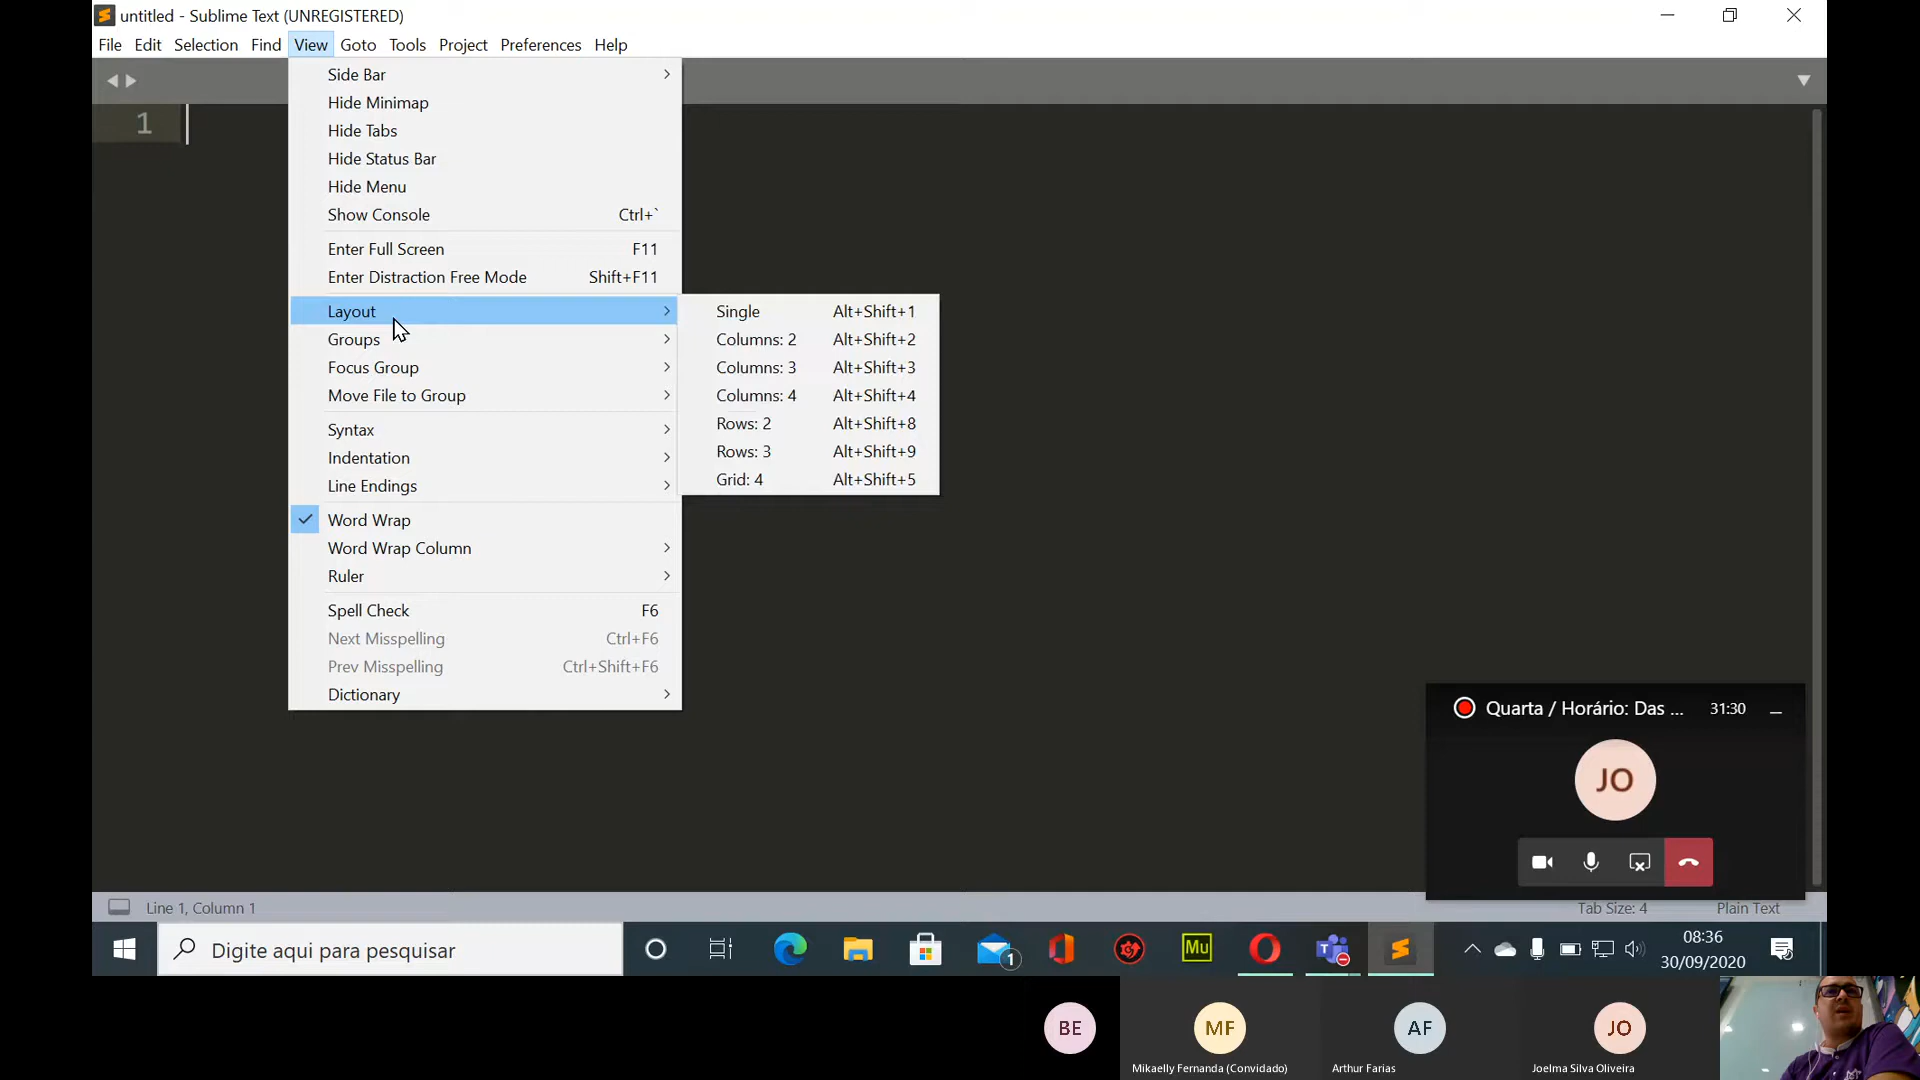 untitled - Sublime Text (UNREGISTERED)
File Edit Selection Find View Goto Tools Project Preferences Help
1
Side Bar
Hide Minimap
Hide Tabs
Hide Status Bar
Hide Menu
Show Console Ctrl+`
Enter Full Screen F11
Enter Distraction Free Mode Shift+F11
Layout
Groups
Focus Group
Move File to Group
Syntax
Indentation
Line Endings
Word Wrap
Word Wrap Column
Ruler
Spell Check F6
Next Misspelling Ctrl+F6
Prev Misspelling Ctrl+Shift+F6
Dictionary
Single Alt+Shift+1
Columns: 2 Alt+Shift+2
Columns: 3 Alt+Shift+3
Columns: 4 Alt+Shift+4
Rows: 2 Alt+Shift+8
Rows: 3 Alt+Shift+9
Grid: 4 Alt+Shift+5
Quarta / Horário: Das ... 31:30
JO
Line 1, Column 1
Tab Size: 4 Plain Text
Digite aqui para pesquisar
1
Mu
08:36
30/09/2020
BE
MF
AF
JO
Mikaelly Fernanda (Convidado)
Arthur Farias
Joelma Silva Oliveira